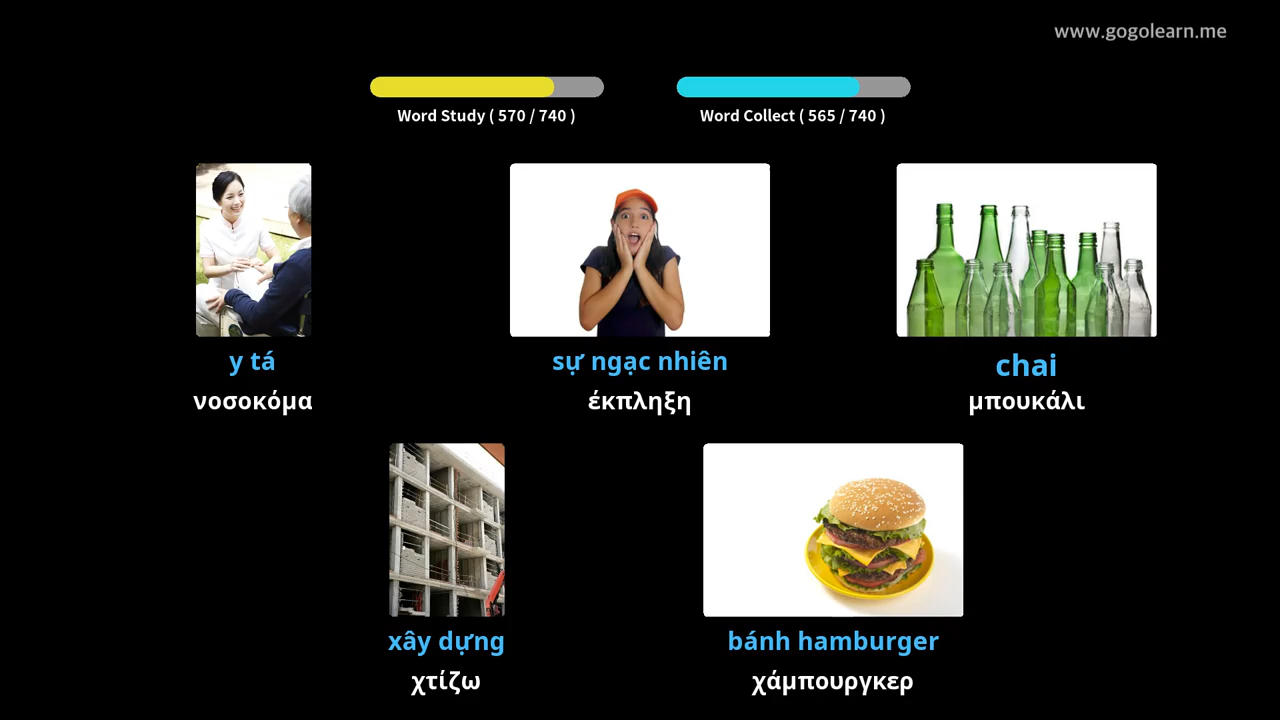 www.gogolearn.me
Word Study ( 570 / 740 )
Word Collect ( 565 / 740 )
y tá
sự ngạc nhiên
chai
νοσοκόμα
έκπληξη
μπουκάλι
xây dựng
bánh hamburger
χτίζω
χάμπουργκερ